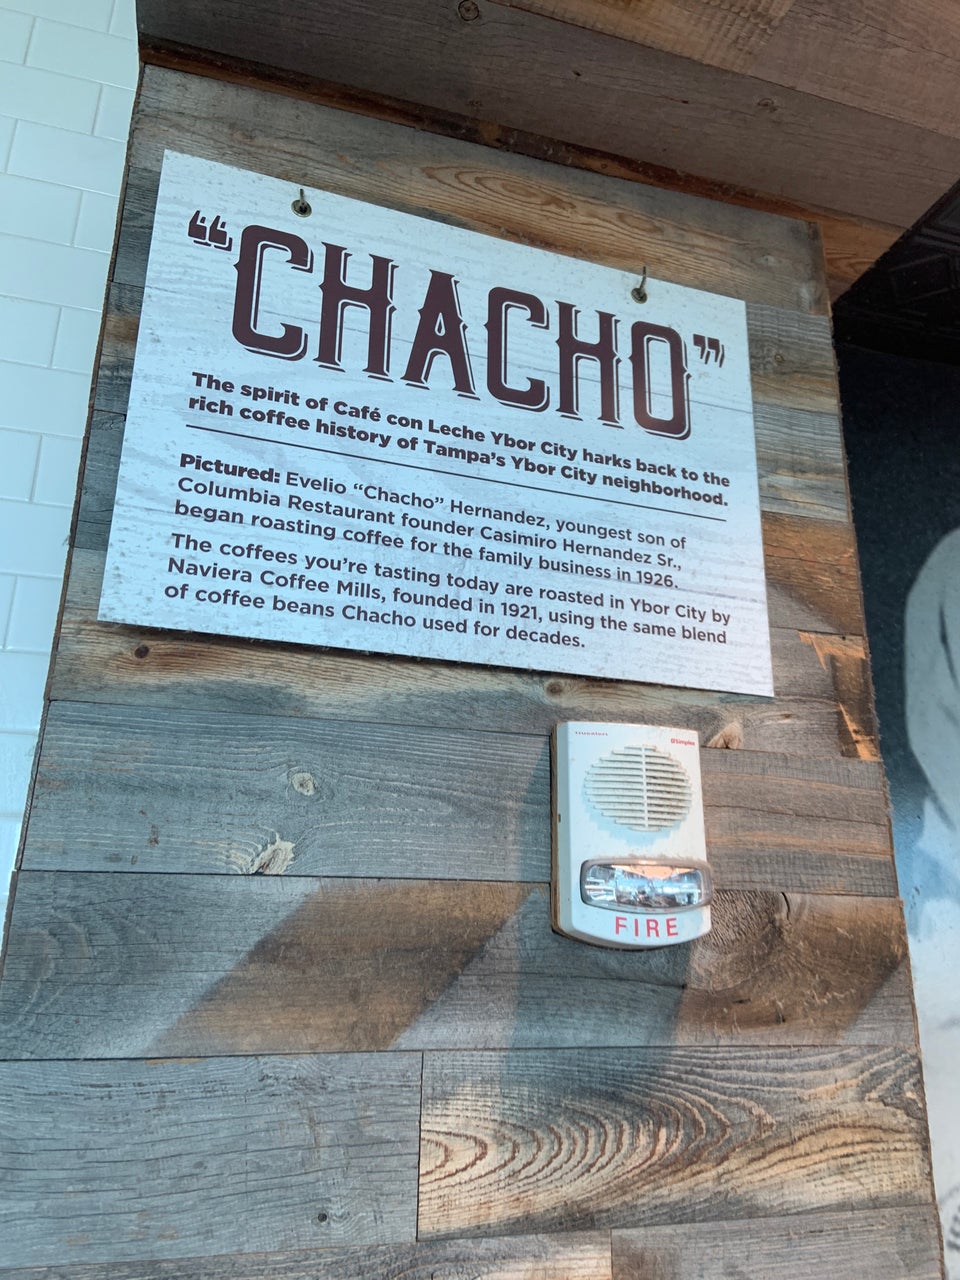 “CHACHO”
The spirit of Café con Leche Ybor City harks back to the
rich coffee history of Tampa’s Ybor City neighborhood.
Pictured: Evelio “Chacho” Hernandez, youngest son of
Columbia Restaurant founder Casimiro Hernandez Sr.,
began roasting coffee for the family business in 1926.
The coffees you’re tasting today are roasted in Ybor City by
Naviera Coffee Mills, founded in 1921, using the same blend
of coffee beans Chacho used for decades.
Simplex
FIRE